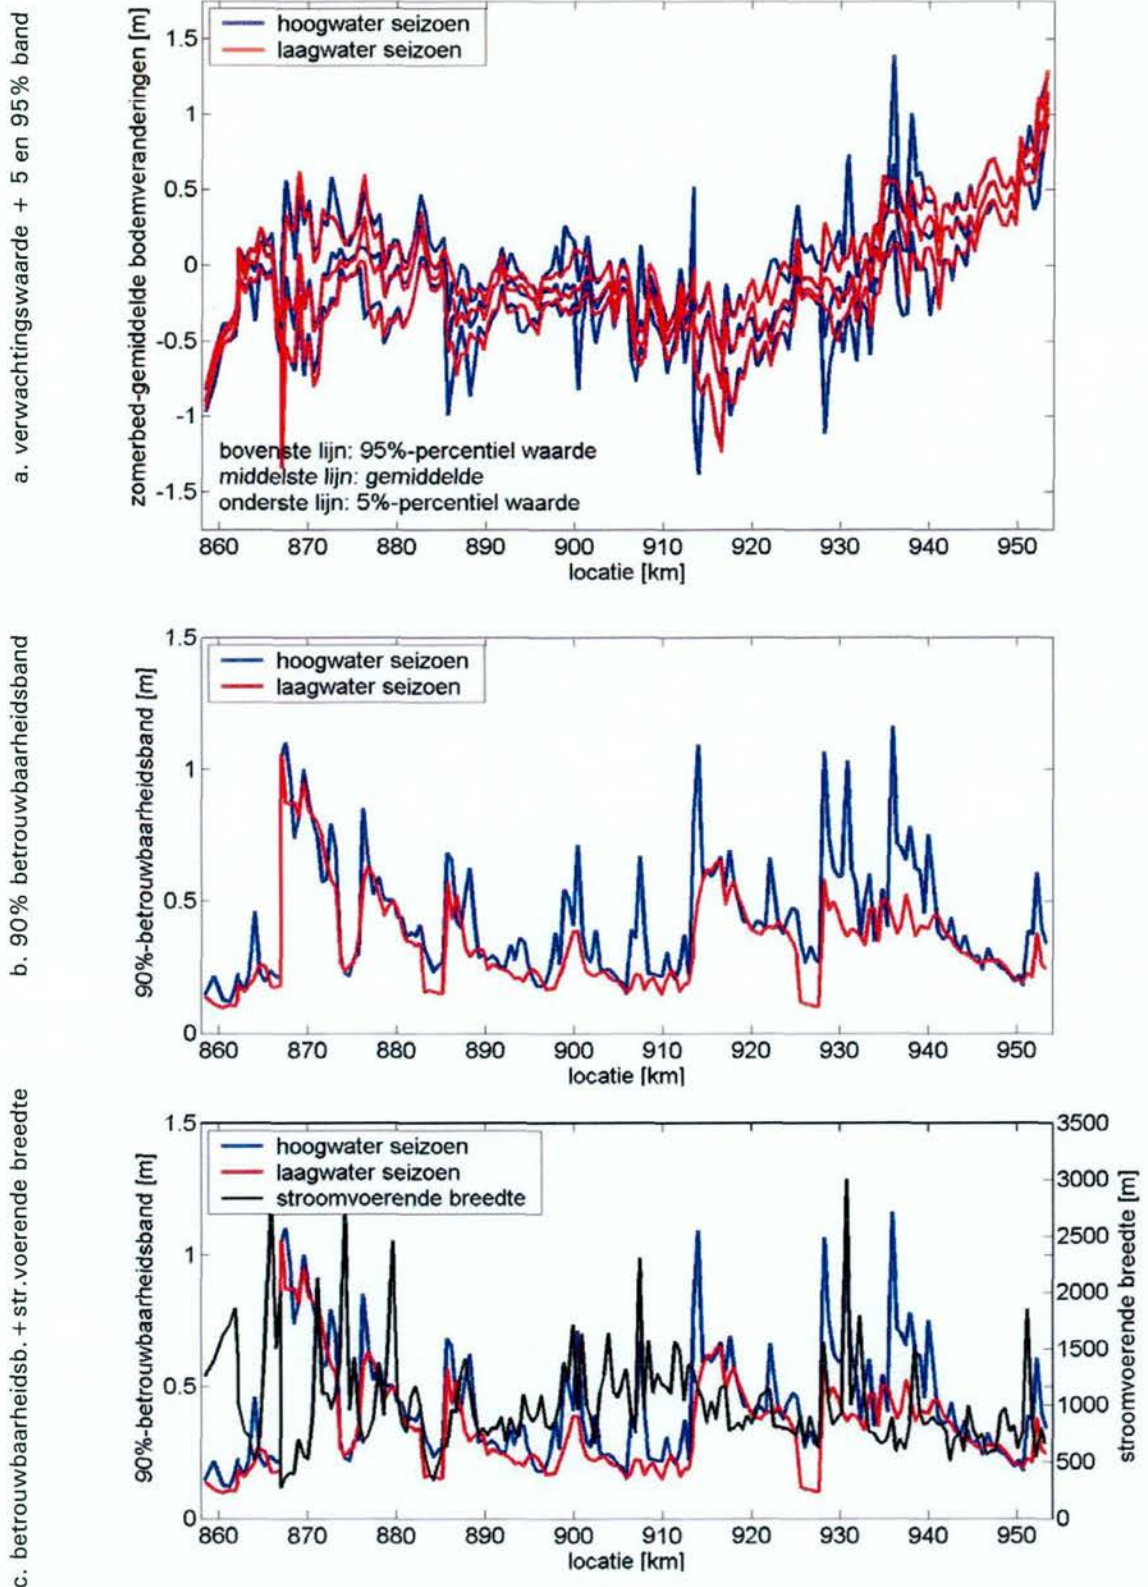 a. verwachtingswaarde + 5 en 95% band
zomerbed-gemiddelde bodemveranderingen [m]
hoogwater seizoen
laagwater seizoen
1.5
1
0.5
0
-0.5
-1
-1.5
bovenste lijn: 95%-percentiel waarde
middelste lijn: gemiddelde
onderste lijn: 5%-percentiel waarde
860 870 880 890 900 910 920 930 940 950
locatie [km]
b. 90% betrouwbaarheidsband
90%-betrouwbaarheidsband [m]
hoogwater seizoen
laagwater seizoen
1.5
1
0.5
0
860 870 880 890 900 910 920 930 940 950
locatie [km]
c. betrouwbaarheidsb. + str.voerende breedte
90%-betrouwbaarheidsband [m]
hoogwater seizoen
laagwater seizoen
stroomvoerende breedte
1.5
1
0.5
0
3500
3000
2500
2000
1500
1000
500
0
stroomvoerende breedte [m]
860 870 880 890 900 910 920 930 940 950
locatie [km]